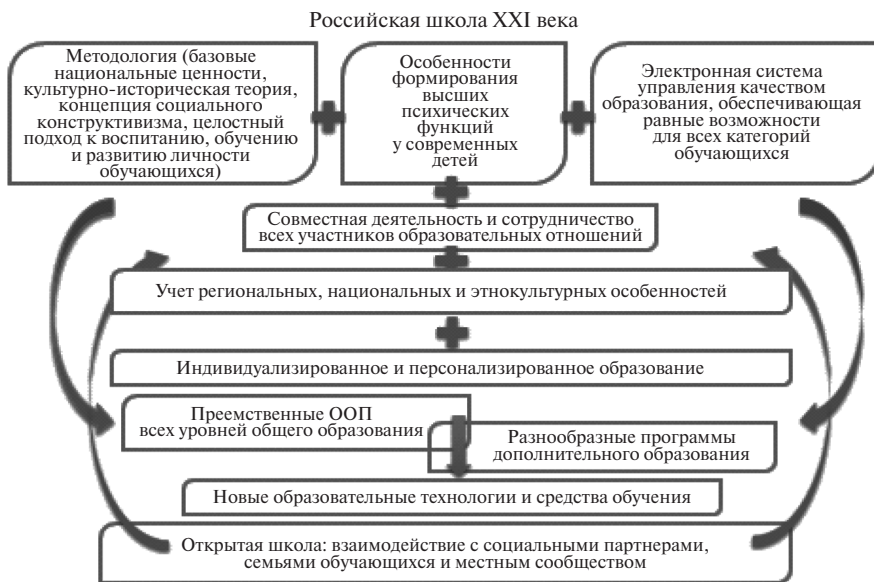 Российская школа XXI века
Методология (базовые
национальные ценности,
культурно-историческая теория,
концепция социального
конструктивизма, целостный
подход к воспитанию, обучению
и развитию личности
обучающихся)
Особенности
формирования
высших
психических
функций
у современных
детей
Электронная система
управления качеством
образования, обеспечивающая
равные возможности
для всех категорий
обучающихся
Совместная деятельность и сотрудничество
всех участников образовательных отношений
Учет региональных, национальных и этнокультурных особенностей
Индивидуализированное и персонализированное образование
Преемственные ООП
всех уровней общего образования
Разнообразные программы
дополнительного образования
Новые образовательные технологии и средства обучения
Открытая школа: взаимодействие с социальными партнерами,
семьями обучающихся и местным сообществом